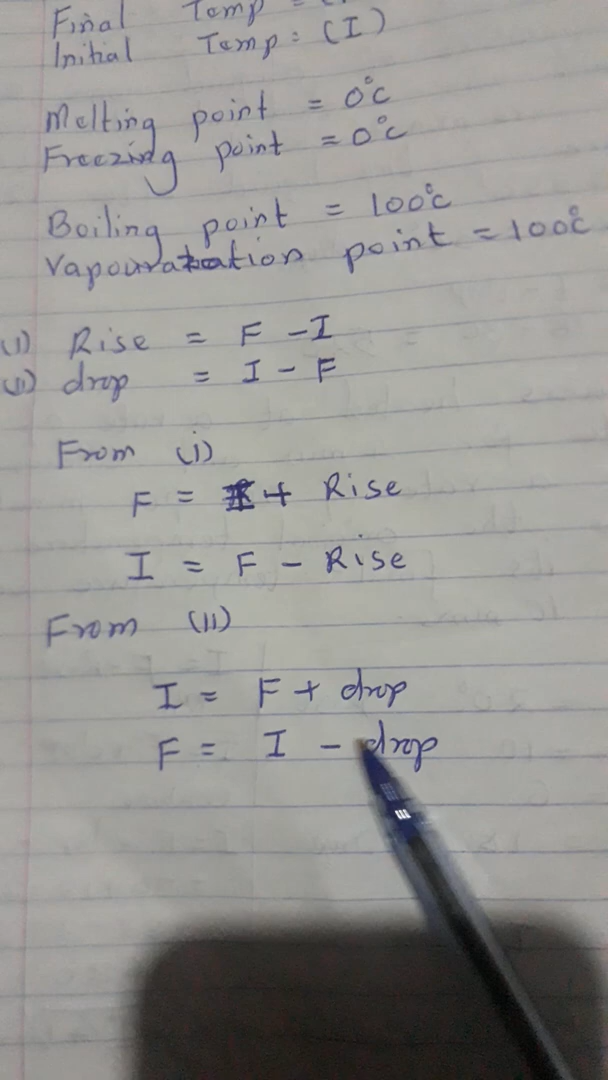 Final Temp = (
Initial Temp: (I)
Melting point = 0°c
Freezing point = 0°c
Boiling point = 100°c
Vapouration point = 100°c
(i) Rise = F - I
(ii) drop = I - F
From (i)
F = I + Rise
I = F - Rise
From (ii)
I = F + drop
F = I - drop